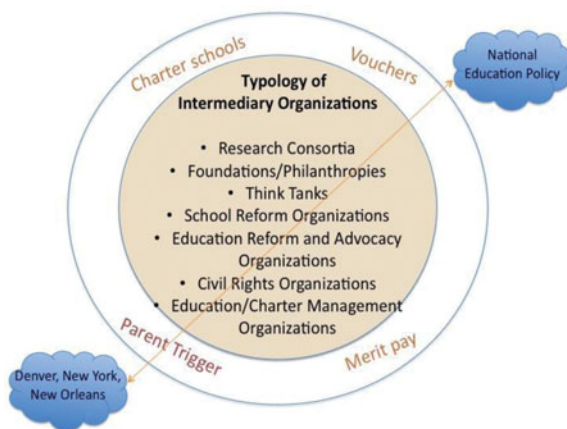 Charter schools
Vouchers
National
Education Policy
Typology of
Intermediary Organizations
• Research Consortia
• Foundations/Philanthropies
• Think Tanks
• School Reform Organizations
• Education Reform and Advocacy
Organizations
• Civil Rights Organizations
• Education/Charter Management
Organizations
Parent Trigger
Merit pay
Denver, New York,
New Orleans